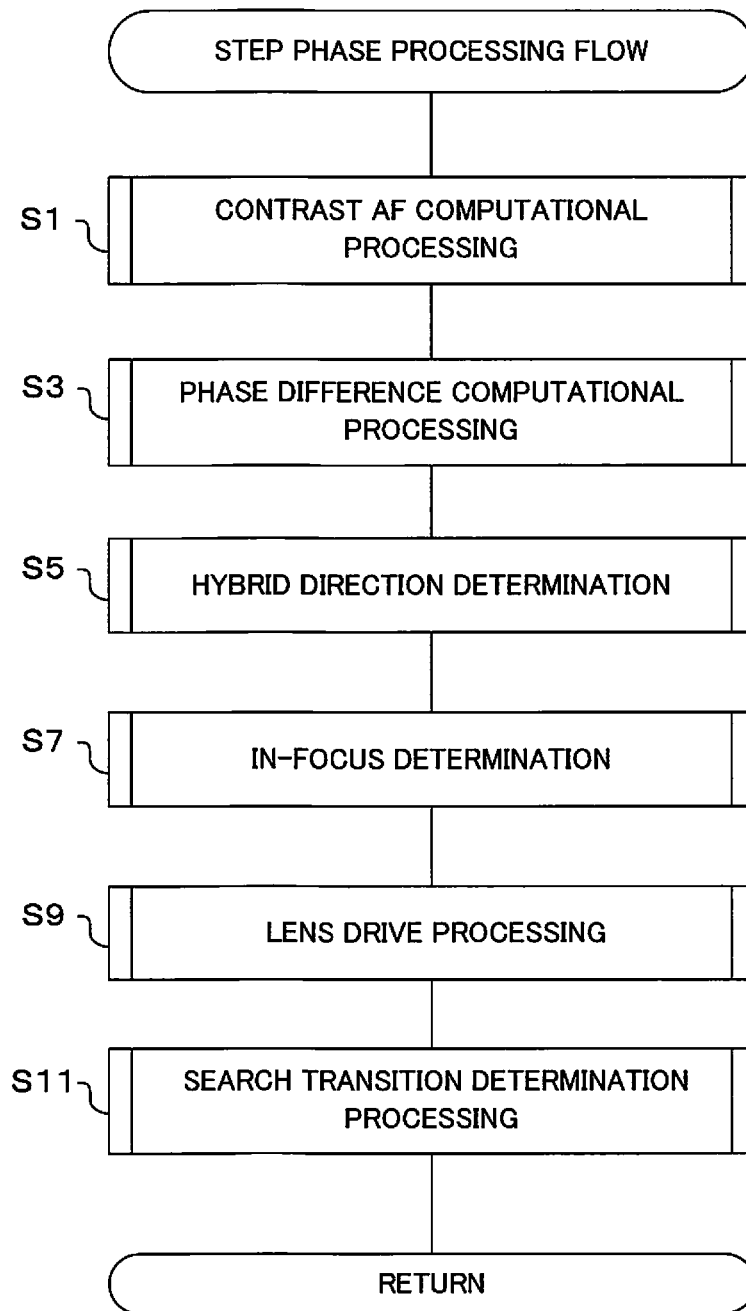 STEP PHASE PROCESSING FLOW
S1
CONTRAST AF COMPUTATIONAL
PROCESSING
S3
PHASE DIFFERENCE COMPUTATIONAL
PROCESSING
S5
HYBRID DIRECTION DETERMINATION
S7
IN-FOCUS DETERMINATION
S9
LENS DRIVE PROCESSING
S11
SEARCH TRANSITION DETERMINATION
PROCESSING
RETURN